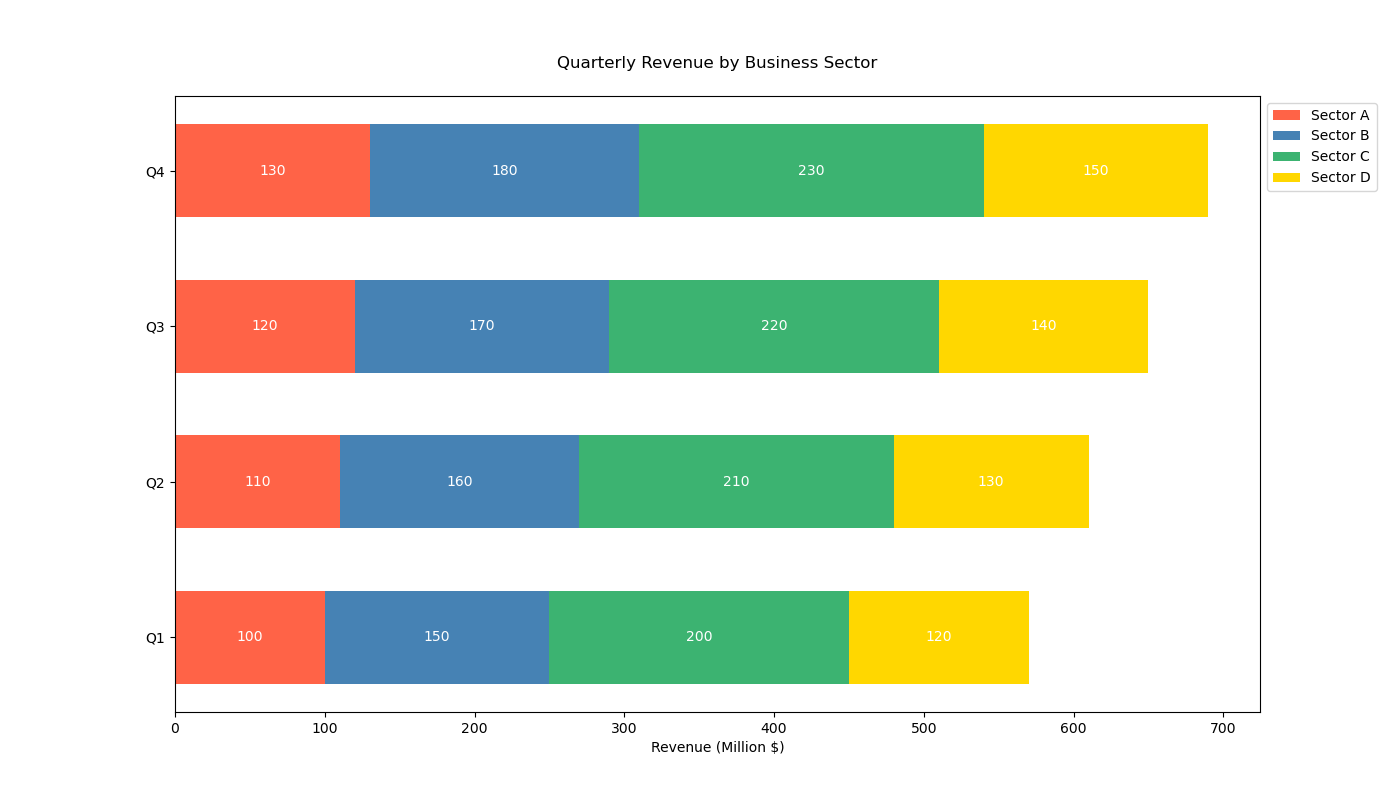 Quarterly Revenue by Business Sector
Sector A
Sector B
Sector C
Sector D
Q4 130 180 230 150
Q3 120 170 220 140
Q2 110 160 210 130
Q1 100 150 200 120
0 100 200 300 400 500 600 700
Revenue (Million $)